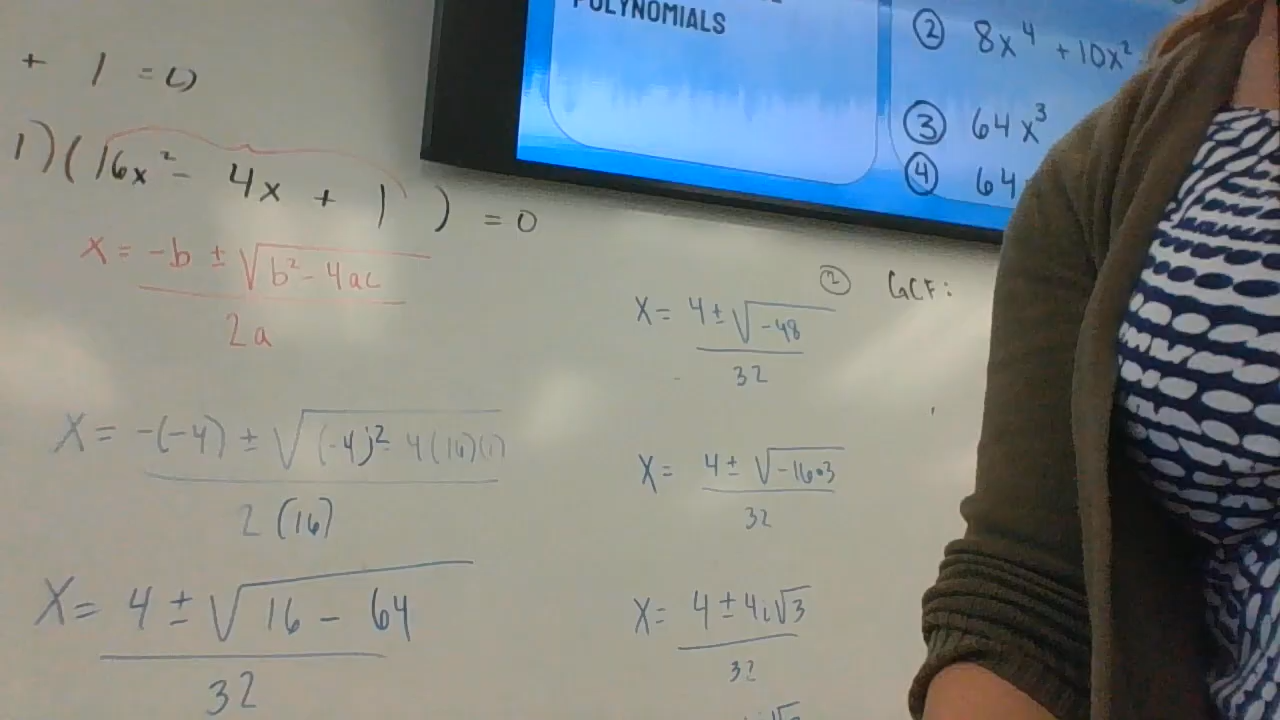 + 1 = 0
1)(16x² - 4x + 1) = 0
x = -b ± √b² - 4ac
2a
X = -(-4) ± √(-4)² - 4(16)(1)
2(16)
X = 4 ± √16 - 64
32
POLYNOMIALS
② 8x⁴ + 10x²
③ 64x³
④ 64
② GCF:
X = 4 ± √-48
32
X = 4 ± √-16•3
32
X = 4 ± 4i√3
32